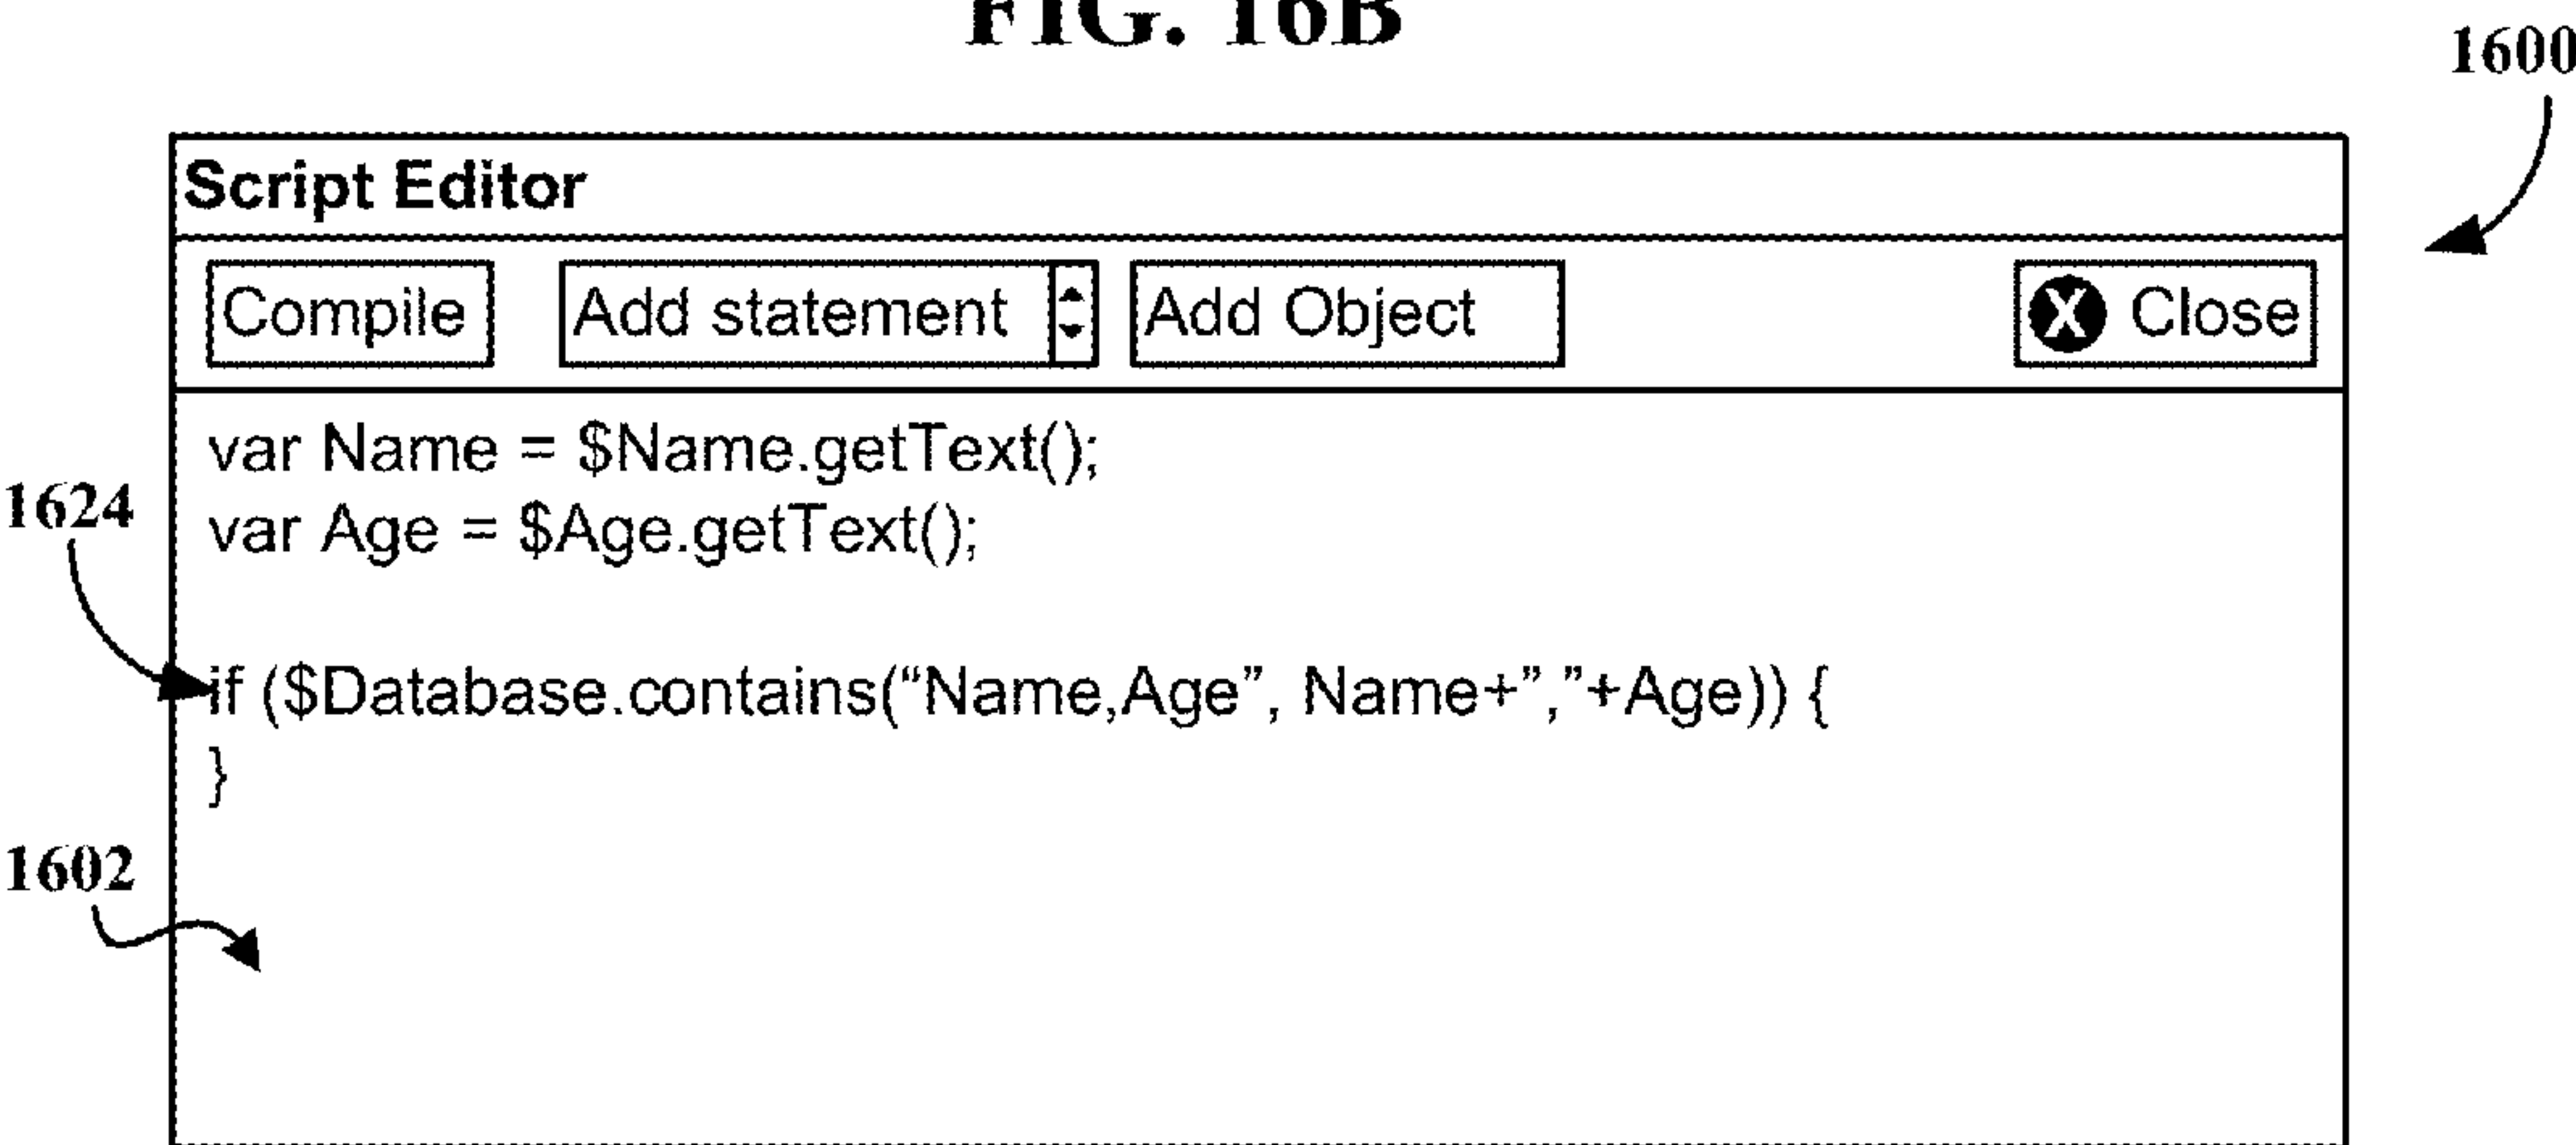 FIG. 16B
1600
Script Editor
Compile Add statement Add Object X Close
var Name = $Name.getText();
1624
var Age = $Age.getText();
if ($Database.contains(“Name,Age”, Name+”,”+Age)) {
}
1602